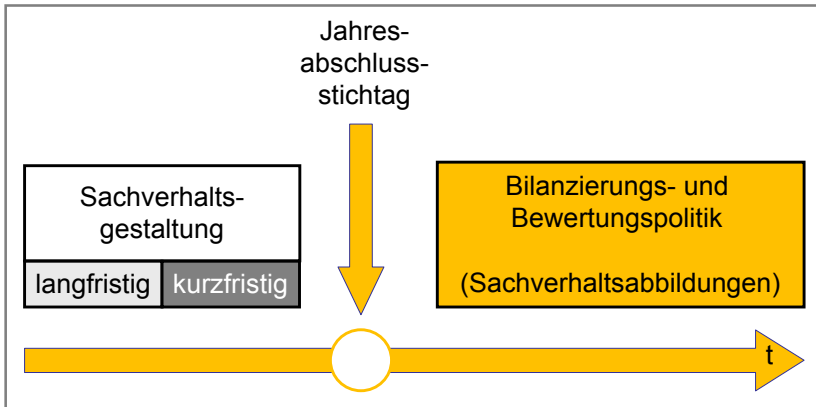 Jahres-
abschluss-
stichtag
Sachverhalts-
gestaltung
langfristig
kurzfristig
Bilanzierungs- und
Bewertungspolitik
(Sachverhaltsabbildungen)
t